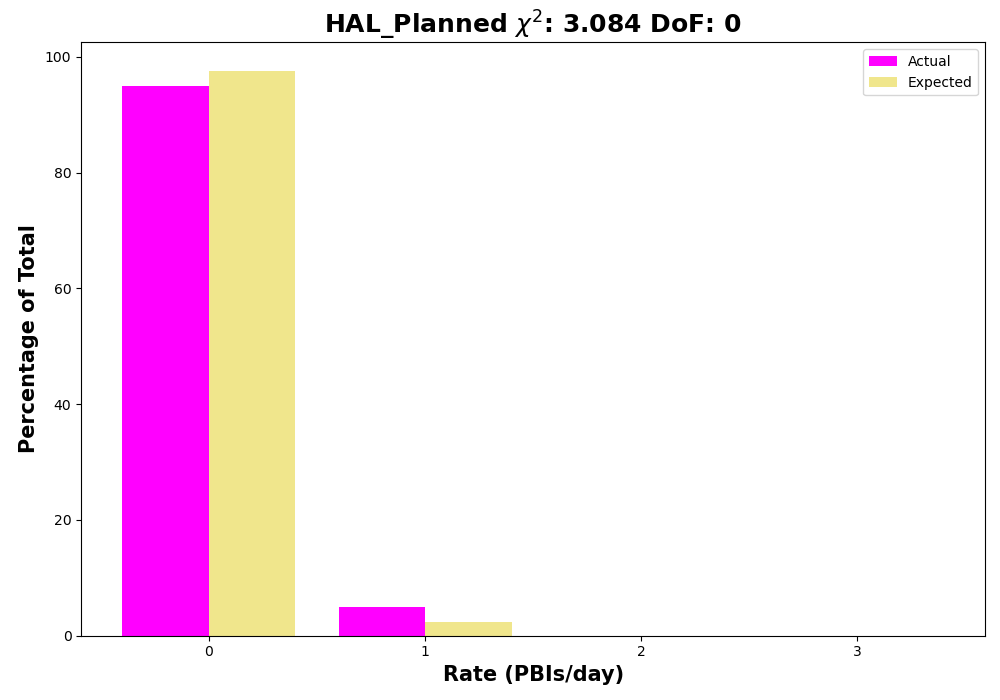 HAL_Planned χ²: 3.084 DoF: 0
Actual
Expected
Percentage of Total
100
80
60
40
20
0
0 1 2 3
Rate (PBIs/day)